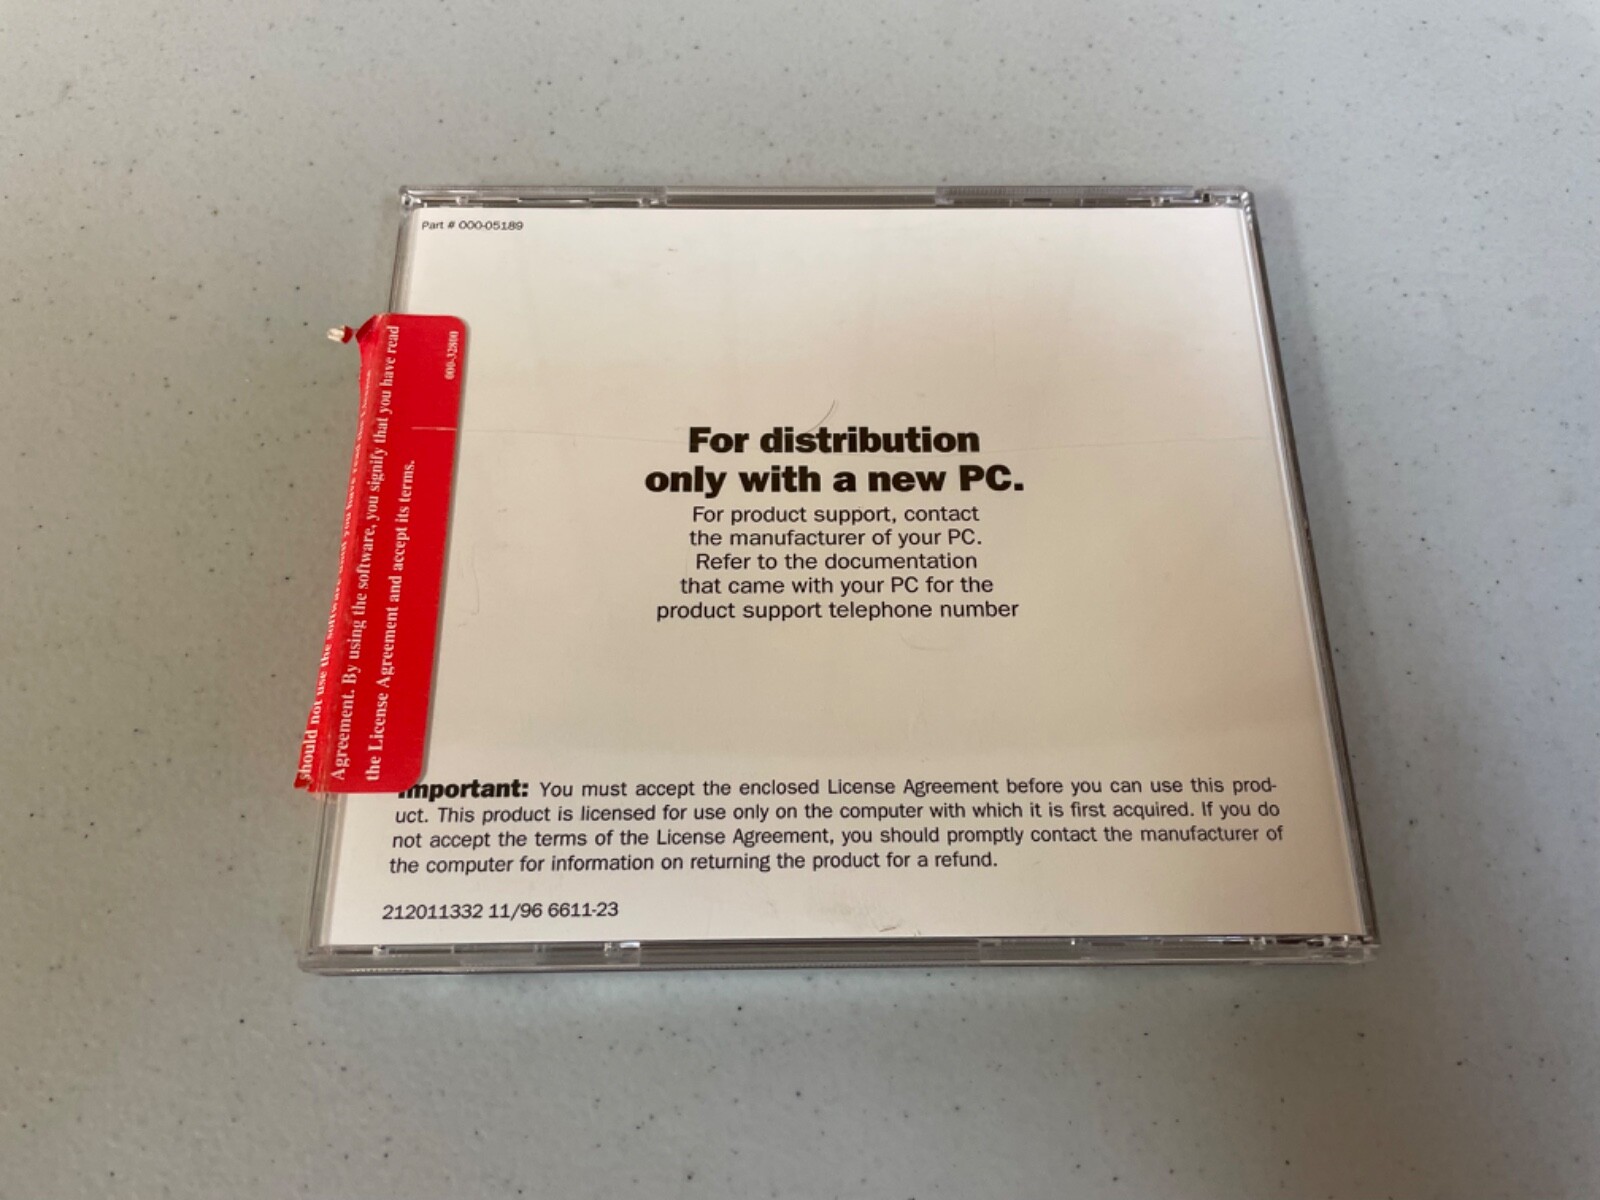 Part # 000-05189
000-32800
should not use the software until you have read the License
Agreement. By using the software, you signify that you have read
the License Agreement and accept its terms.
For distribution
only with a new PC.
For product support, contact
the manufacturer of your PC.
Refer to the documentation
that came with your PC for the
product support telephone number
Important: You must accept the enclosed License Agreement before you can use this prod-
uct. This product is licensed for use only on the computer with which it is first acquired. If you do
not accept the terms of the License Agreement, you should promptly contact the manufacturer of
the computer for information on returning the product for a refund.
212011332 11/96 6611-23